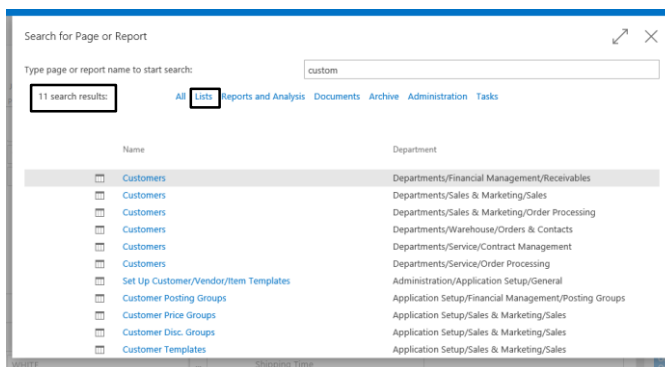 Search for Page or Report
Type page or report name to start search: custom
11 search results: All Lists Reports and Analysis Documents Archive Administration Tasks
Name Department
Customers Departments/Financial Management/Receivables
Customers Departments/Sales & Marketing/Sales
Customers Departments/Sales & Marketing/Order Processing
Customers Departments/Warehouse/Orders & Contacts
Customers Departments/Service/Contract Management
Customers Departments/Service/Order Processing
Set Up Customer/Vendor/Item Templates Administration/Application Setup/General
Customer Posting Groups Application Setup/Financial Management/Posting Groups
Customer Price Groups Application Setup/Sales & Marketing/Sales
Customer Disc. Groups Application Setup/Sales & Marketing/Sales
Customer Templates Application Setup/Sales & Marketing/Sales
WHITE Shipping Time